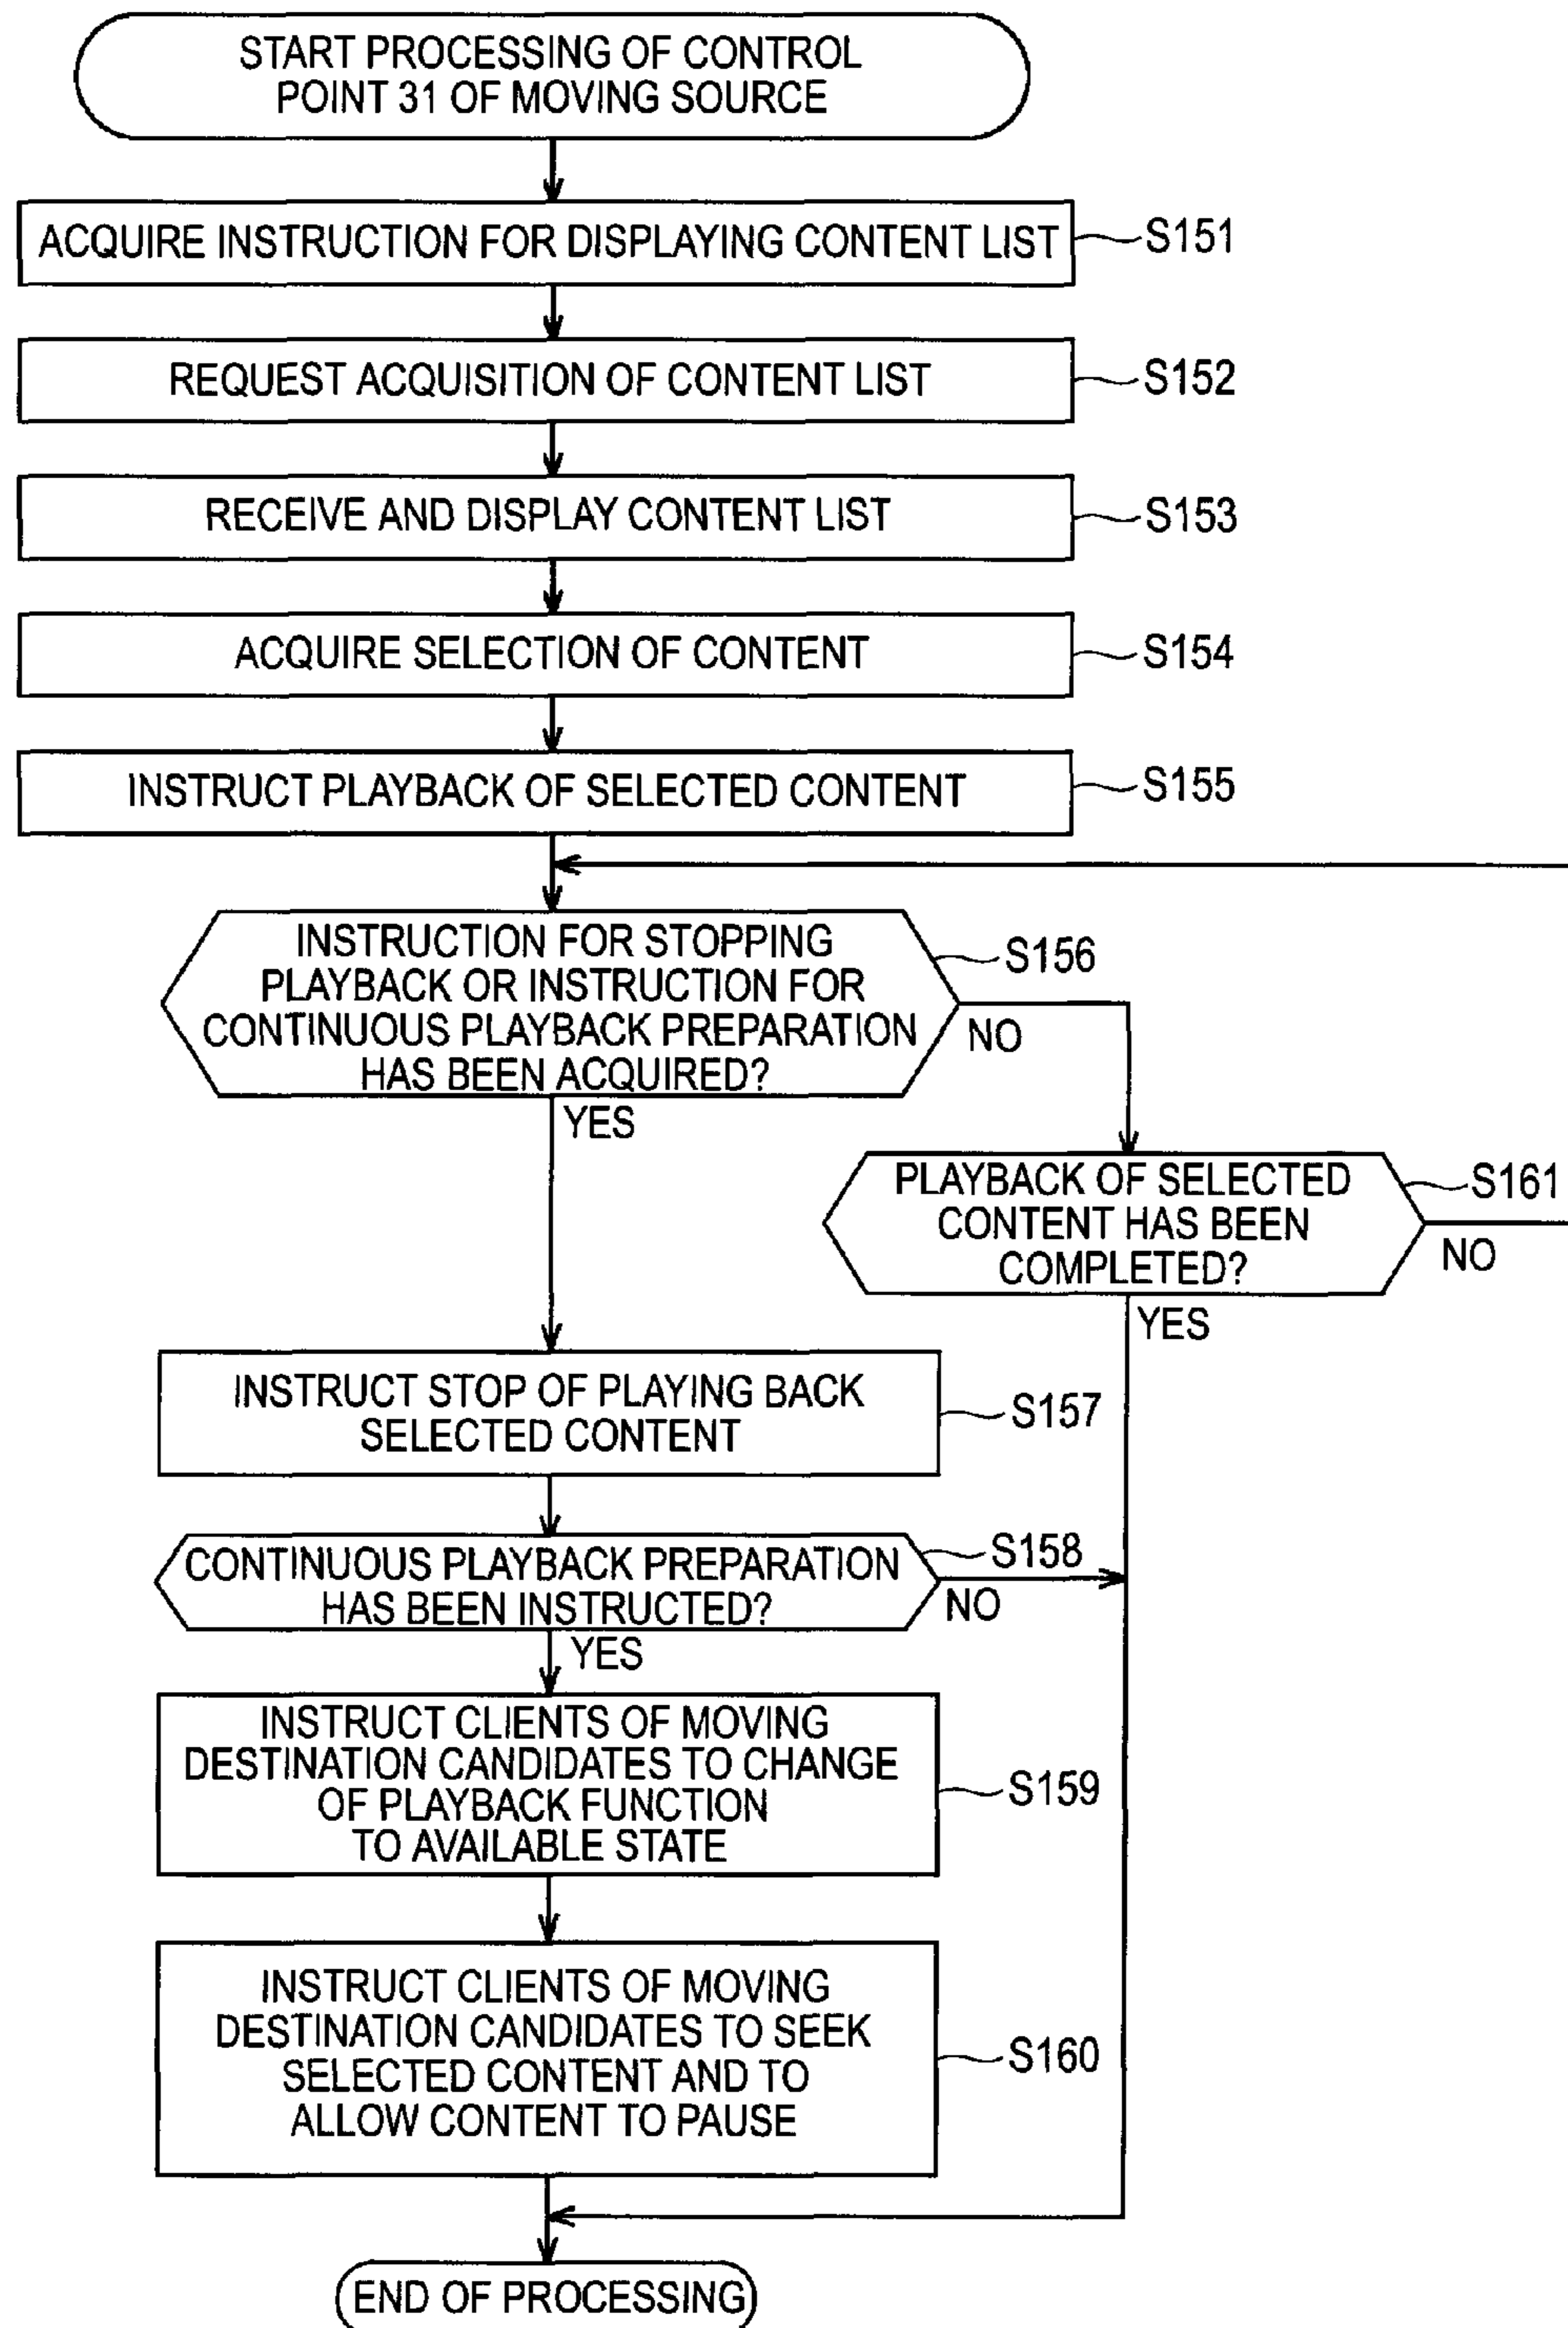 START PROCESSING OF CONTROL
POINT 31 OF MOVING SOURCE
ACQUIRE INSTRUCTION FOR DISPLAYING CONTENT LIST
S151
REQUEST ACQUISITION OF CONTENT LIST
S152
RECEIVE AND DISPLAY CONTENT LIST
S153
ACQUIRE SELECTION OF CONTENT
S154
INSTRUCT PLAYBACK OF SELECTED CONTENT
S155
INSTRUCTION FOR STOPPING
PLAYBACK OR INSTRUCTION FOR
CONTINUOUS PLAYBACK PREPARATION
HAS BEEN ACQUIRED?
S156
NO
YES
PLAYBACK OF SELECTED
CONTENT HAS BEEN
COMPLETED?
S161
NO
YES
INSTRUCT STOP OF PLAYING BACK
SELECTED CONTENT
S157
CONTINUOUS PLAYBACK PREPARATION
HAS BEEN INSTRUCTED?
S158
NO
YES
INSTRUCT CLIENTS OF MOVING
DESTINATION CANDIDATES TO CHANGE
OF PLAYBACK FUNCTION
TO AVAILABLE STATE
S159
INSTRUCT CLIENTS OF MOVING
DESTINATION CANDIDATES TO SEEK
SELECTED CONTENT AND TO
ALLOW CONTENT TO PAUSE
S160
END OF PROCESSING